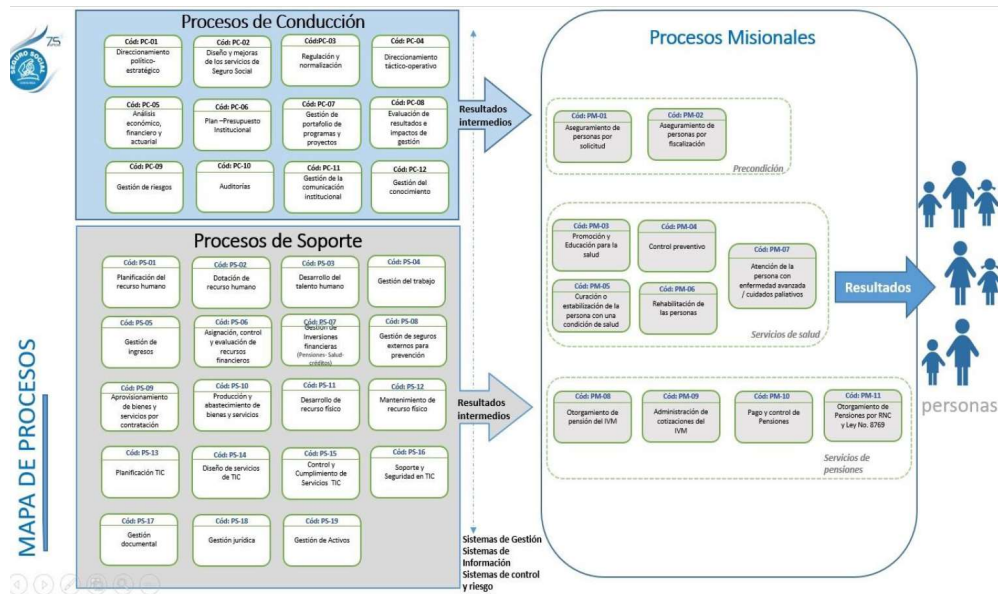 75
SEGURO SOCIAL
MAPA DE PROCESOS
Procesos de Conducción
Cód: PC-01
Direccionamiento
político-
estratégico
Cód: PC-02
Diseño y mejoras
de los servicios de
Seguro Social
Cód:PC-03
Regulación y
normalización
Cód: PC-04
Direccionamiento
táctico-operativo
Cód: PC-05
Análisis
económico,
financiero y
actuarial
Cód: PC-06
Plan –Presupuesto
Institucional
Cód: PC-07
Gestión de
portafolio de
programas y
proyectos
Cód: PC-08
Evaluación de
resultados e
impactos de
gestión
Cód: PC-09
Gestión de riesgos
Cód: PC-10
Auditorías
Cód: PC-11
Gestión de la
comunicación
institucional
Cód: PC-12
Gestión del
conocimiento
Resultados
intermedios
Procesos de Soporte
Cód: PS-01
Planificación del
recurso humano
Cód: PS-02
Dotación de
recurso humano
Cód: PS-03
Desarrollo del
talento humano
Cód: PS-04
Gestión del trabajo
Cód: PS-05
Gestión de
ingresos
Cód: PS-06
Asignación, control
y evaluación de
recursos
financieros
Cód: PS-07
Gestión de
Inversiones
financieras
(Pensiones- Salud-
créditos)
Cód: PS-08
Gestión de seguros
externos para
prevención
Cód: PS-09
Aprovisionamiento
de bienes y
servicios por
contratación
Cód: PS-10
Producción y
abastecimiento de
bienes y servicios
Cód: PS-11
Desarrollo de
recurso físico
Cód: PS-12
Mantenimiento de
recurso físico
Cód: PS-13
Planificación TIC
Cód: PS-14
Diseño de servicios
de TIC
Cód: PS-15
Control y
Cumplimiento de
Servicios TIC
Cód: PS-16
Soporte y
Seguridad en TIC
Cód: PS-17
Gestión
documental
Cód: PS-18
Gestión jurídica
Cód: PS-19
Gestión de Activos
Resultados
intermedios
Sistemas de Gestión
Sistemas de
Información
Sistemas de control
y riesgo
Procesos Misionales
Cód: PM-01
Aseguramiento de
personas por
solicitud
Cód: PM-02
Aseguramiento de
personas por
fiscalización
Precondición
Cód: PM-03
Promoción y
Educación para la
salud
Cód: PM-04
Control preventivo
Cód: PM-05
Curación o
estabilización de la
persona con una
condición de salud
Cód: PM-06
Rehabilitación de
las personas
Cód: PM-07
Atención de la
persona con
enfermedad avanzada
/ cuidados paliativos
Servicios de salud
Cód: PM-08
Otorgamiento de
pensión del IVM
Cód: PM-09
Administración de
cotizaciones del
IVM
Cód: PM-10
Pago y control de
Pensiones
Cód: PM-11
Otorgamiento de
Pensiones por RNC
y Ley No. 8769
Servicios de
pensiones
Resultados
personas